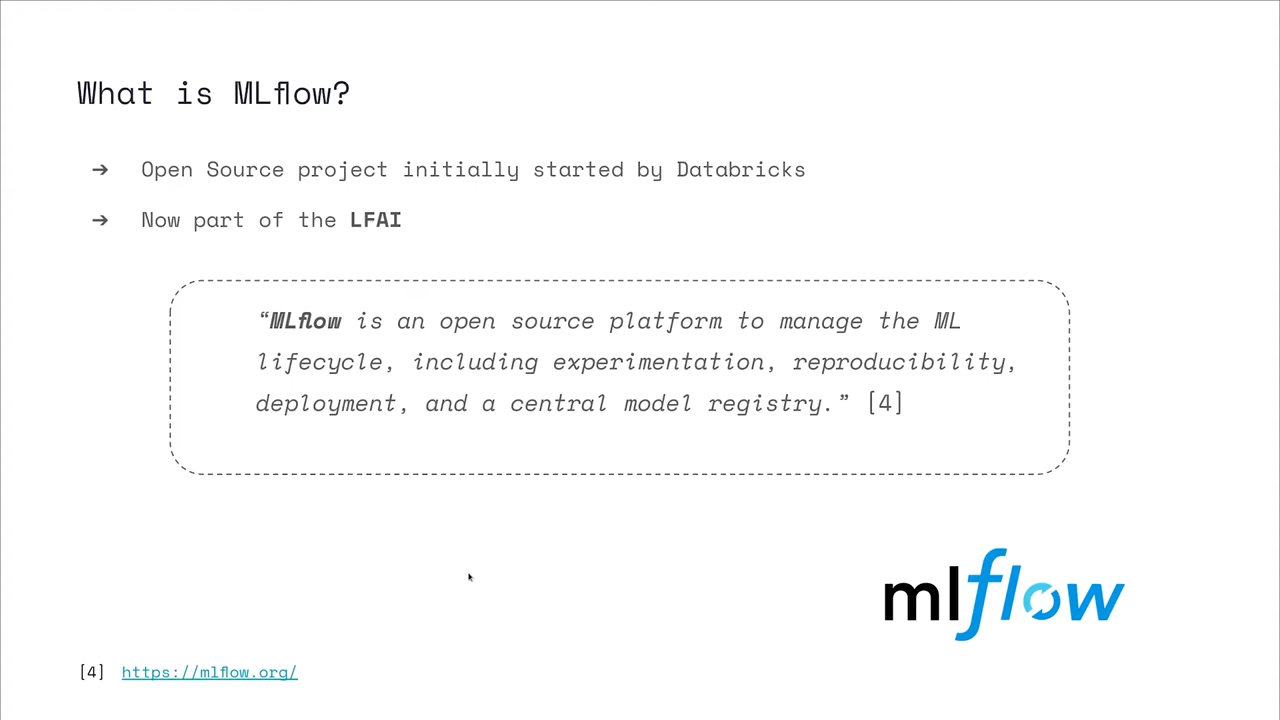 What is MLflow?
➔ Open Source project initially started by Databricks
➔ Now part of the LFAI
“MLflow is an open source platform to manage the ML
lifecycle, including experimentation, reproducibility,
deployment, and a central model registry.” [4]
mlflow
[4] https://mlflow.org/